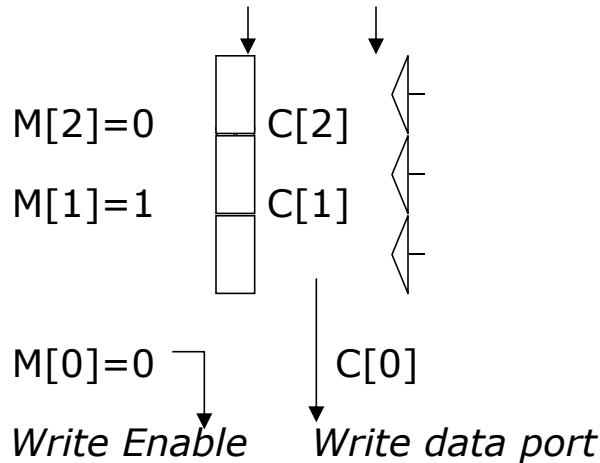 M[2]=0 C[2]
M[1]=1 C[1]
M[0]=0 C[0]
Write Enable Write data port